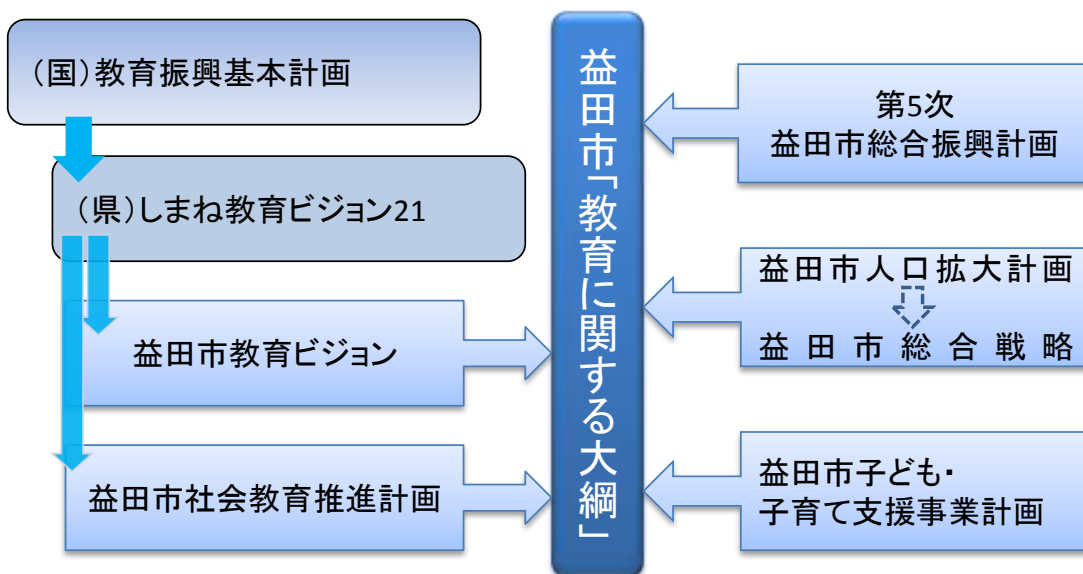 (国)教育振興基本計画
(県)しまね教育ビジョン21
益田市教育ビジョン
益田市社会教育推進計画
益田市「教育に関する大綱」
第5次
益田市総合振興計画
益田市人口拡大計画
益田市総合戦略
益田市子ども・
子育て支援事業計画